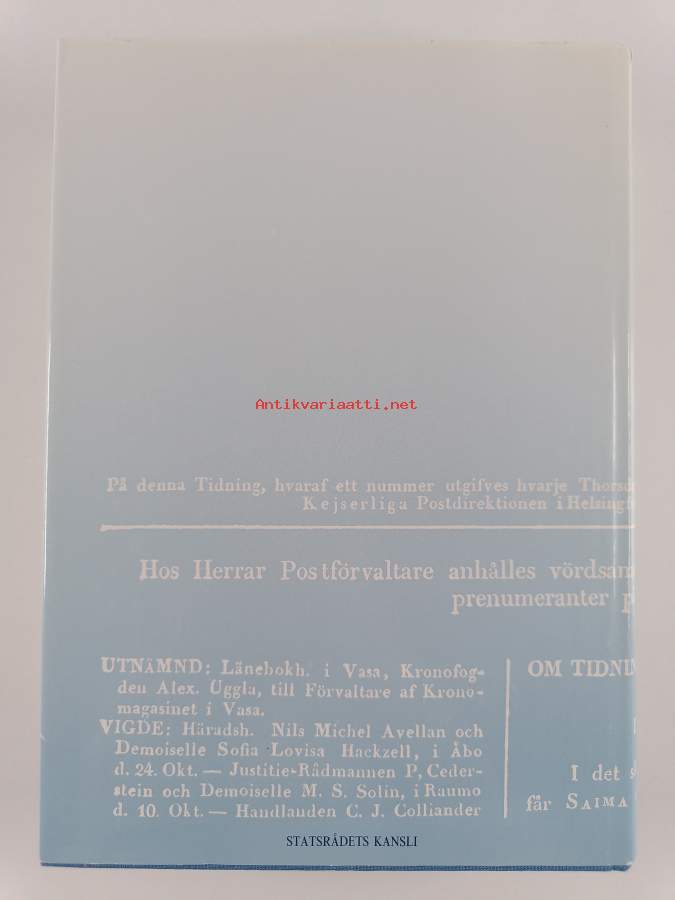 Antikvariaatti.net
På denna Tidning, hvaraf ett nummer utgifves hvarje Thorsd
Kejserliga Postdirektionen i Helsingf
Hos Herrar Postförvaltare anhålles vördsam
prenumeranter p
UTNÄMND: Länebokh. i Vasa, Kronofog-
den Alex. Uggla, till Förvaltare af Krono-
magasinet i Vasa.
VIGDE: Häradsh. Nils Michel Avellan och
Demoiselle Sofia Lovisa Hackzell, i Åbo
d. 24. Okt. — Justitie-Rådmannen P. Ceder-
stein och Demoiselle M. S. Solin, i Raumo
d. 10. Okt. — Handlanden C. J. Colliander
OM TIDNI
I det s
får SAIMA
STATSRÅDETS KANSLI